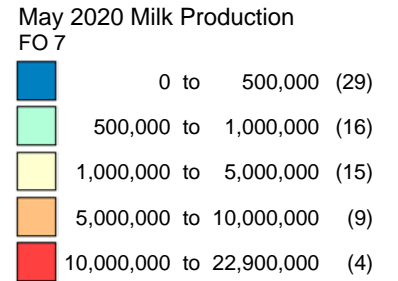 May 2020 Milk Production
FO 7
0 to 500,000 (29)
500,000 to 1,000,000 (16)
1,000,000 to 5,000,000 (15)
5,000,000 to 10,000,000 (9)
10,000,000 to 22,900,000 (4)